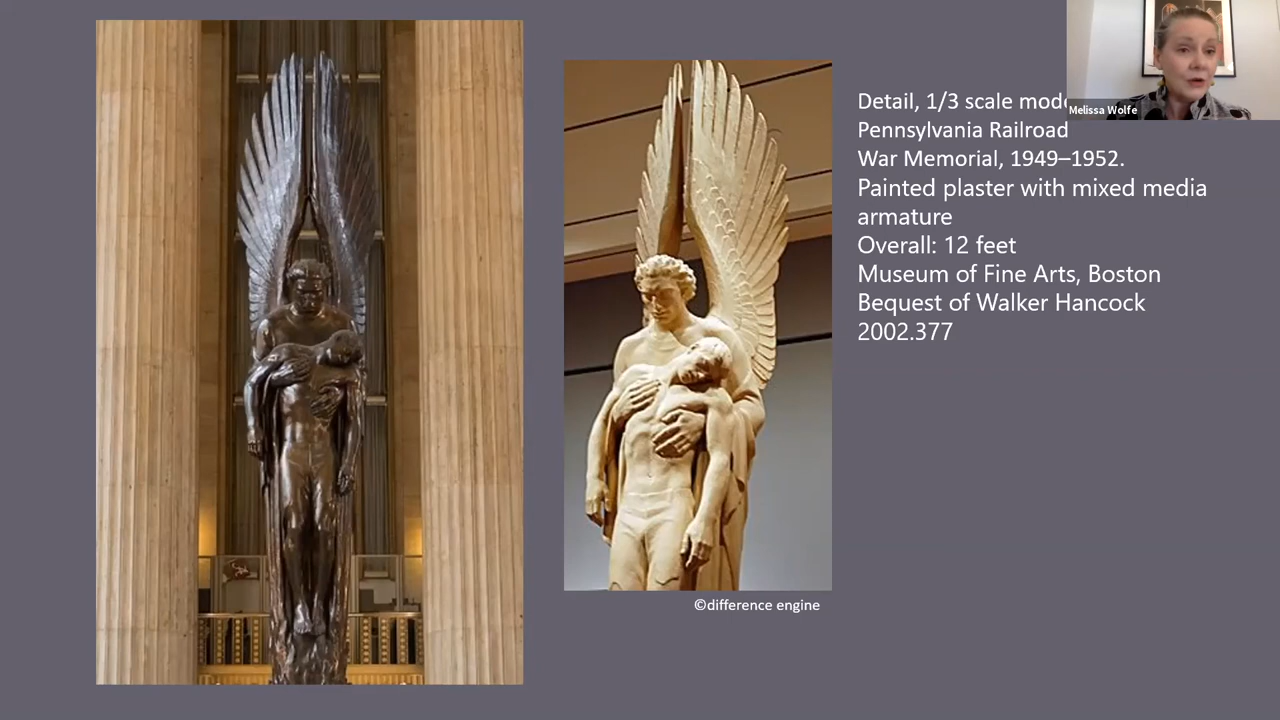 Detail, 1/3 scale mod
Pennsylvania Railroad
War Memorial, 1949–1952.
Painted plaster with mixed media
armature
Overall: 12 feet
Museum of Fine Arts, Boston
Bequest of Walker Hancock
2002.377
Melissa Wolfe
©difference engine